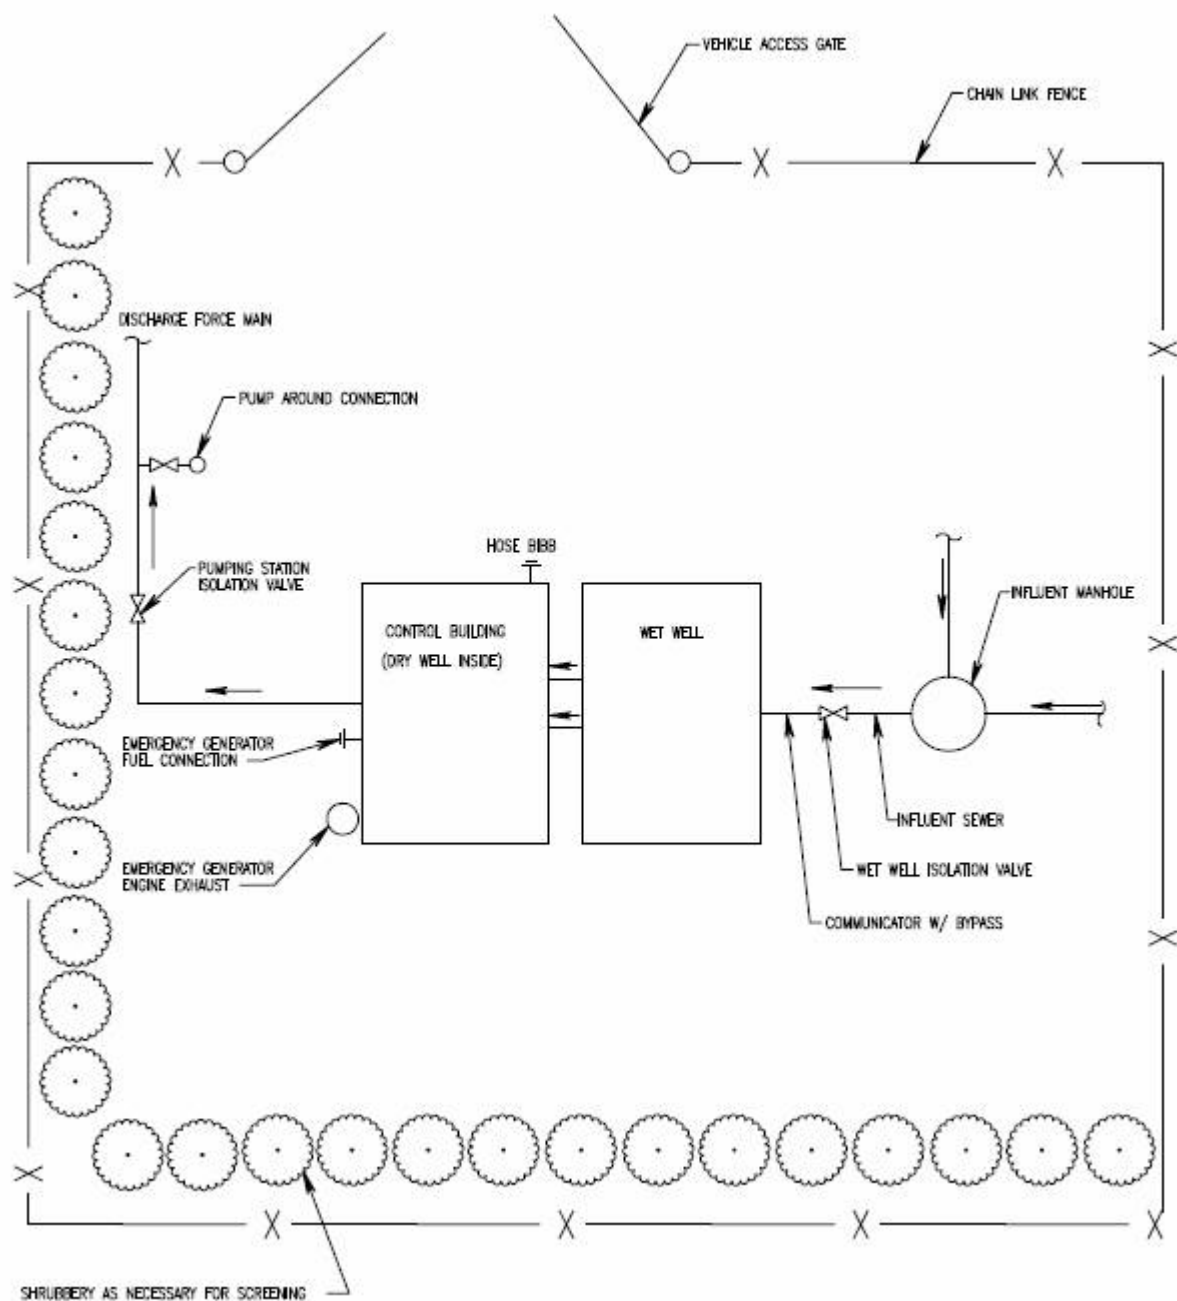 VEHICLE ACCESS GATE
CHAIN LINK FENCE
DISCHARGE FORCE MAIN
PUMP AROUND CONNECTION
HOSE BIBB
PUMPING STATION
ISOLATION VALVE
INFLUENT MANHOLE
CONTROL BUILDING
(DRY WELL INSIDE)
WET WELL
EMERGENCY GENERATOR
FUEL CONNECTION
INFLUENT SEWER
EMERGENCY GENERATOR
ENGINE EXHAUST
WET WELL ISOLATION VALVE
COMMUNICATOR W/ BYPASS
SHRUBBERY AS NECESSARY FOR SCREENING